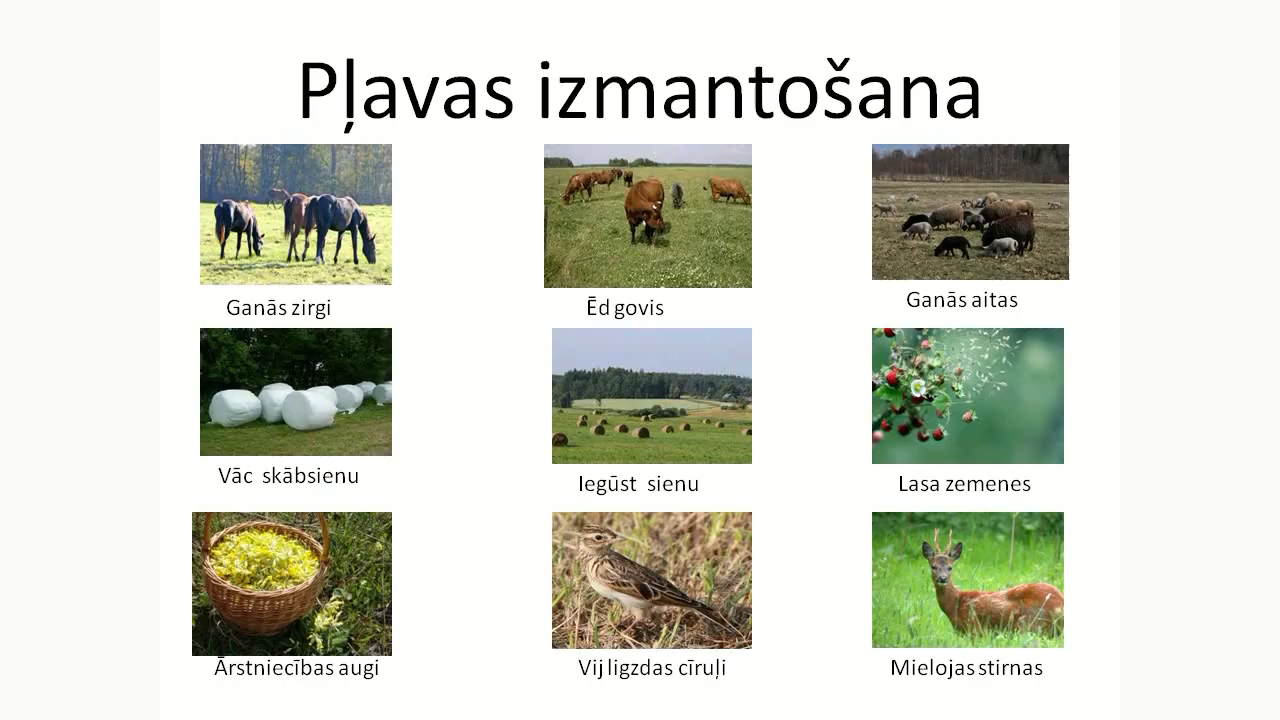 Pļavas izmantošana
Ganās zirgi
Ēd govis
Ganās aitas
Vāc skābsienu
Iegūst sienu
Lasa zemenes
Ārstniecības augi
Vij ligzdas cīruļi
Mielojas stirnas